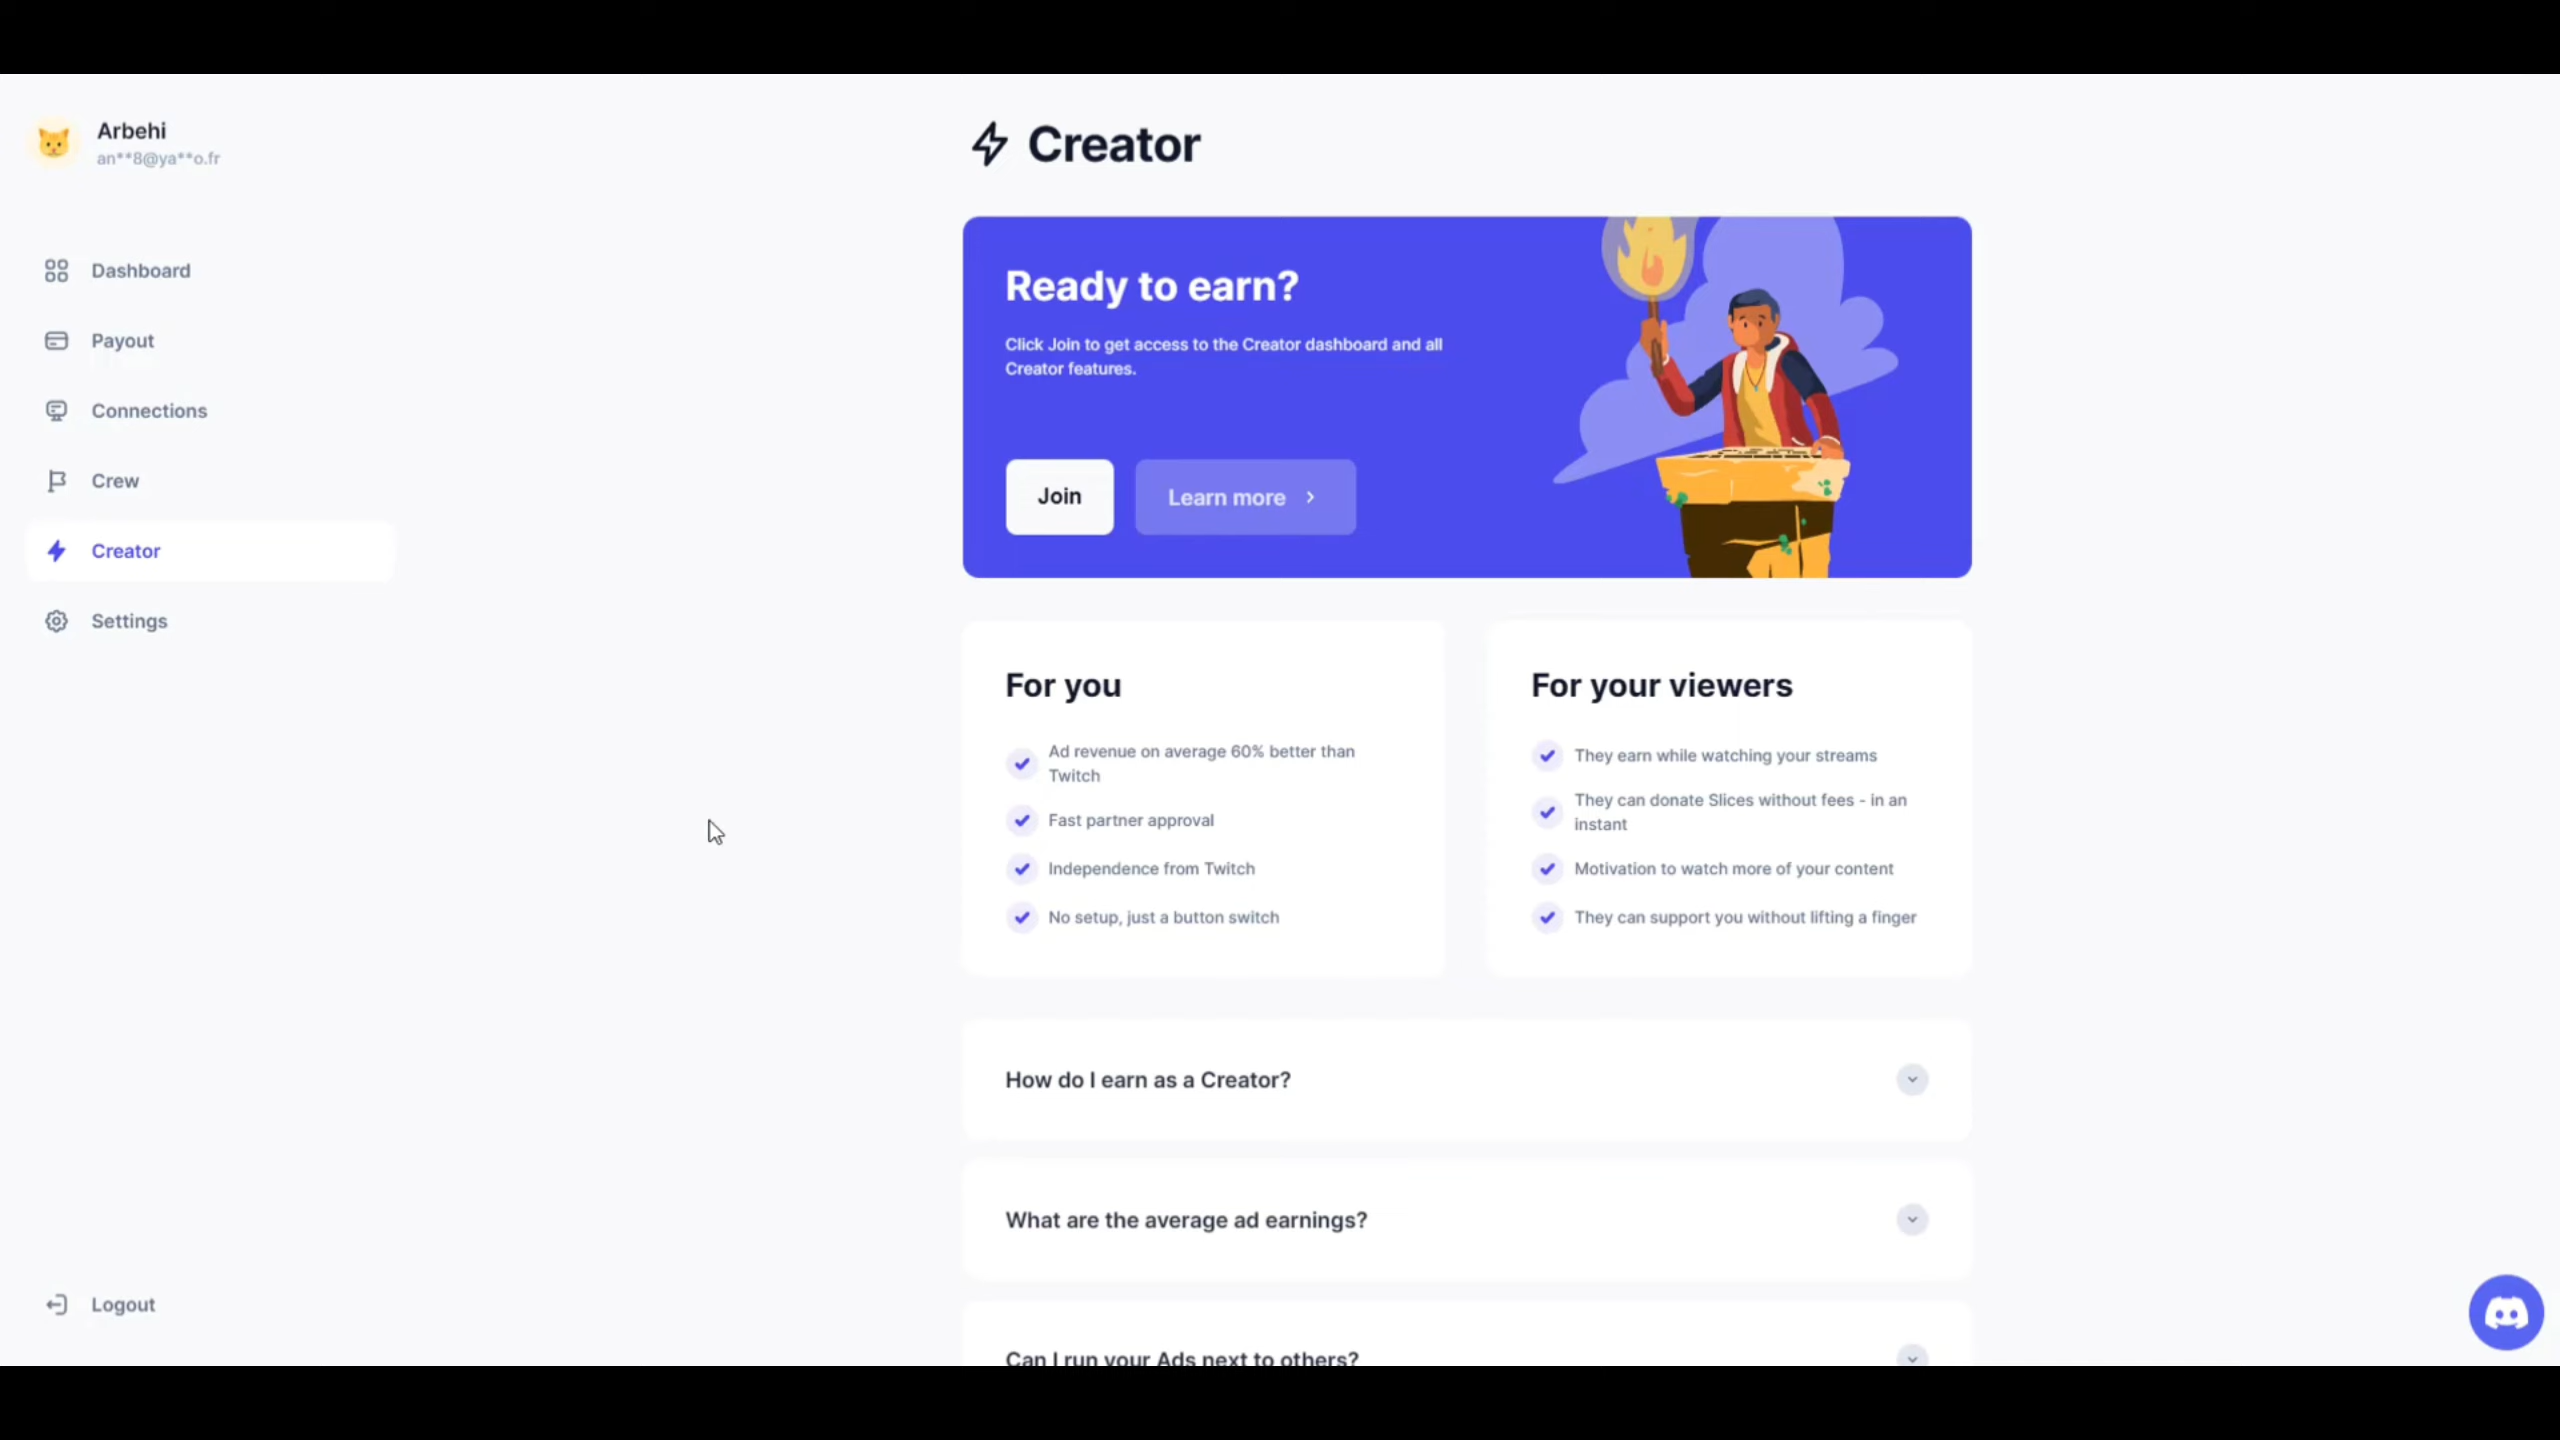 Arbehi
an**8@ya**o.fr
Dashboard
Payout
Connections
Crew
Creator
Settings
Logout
Creator
Ready to earn?
Click Join to get access to the Creator dashboard and all
Creator features.
Join
Learn more
For you
Ad revenue on average 60% better than
Twitch
Fast partner approval
Independence from Twitch
No setup, just a button switch
For your viewers
They earn while watching your streams
They can donate Slices without fees - in an
instant
Motivation to watch more of your content
They can support you without lifting a finger
How do I earn as a Creator?
What are the average ad earnings?
Can I run your Ads next to others?